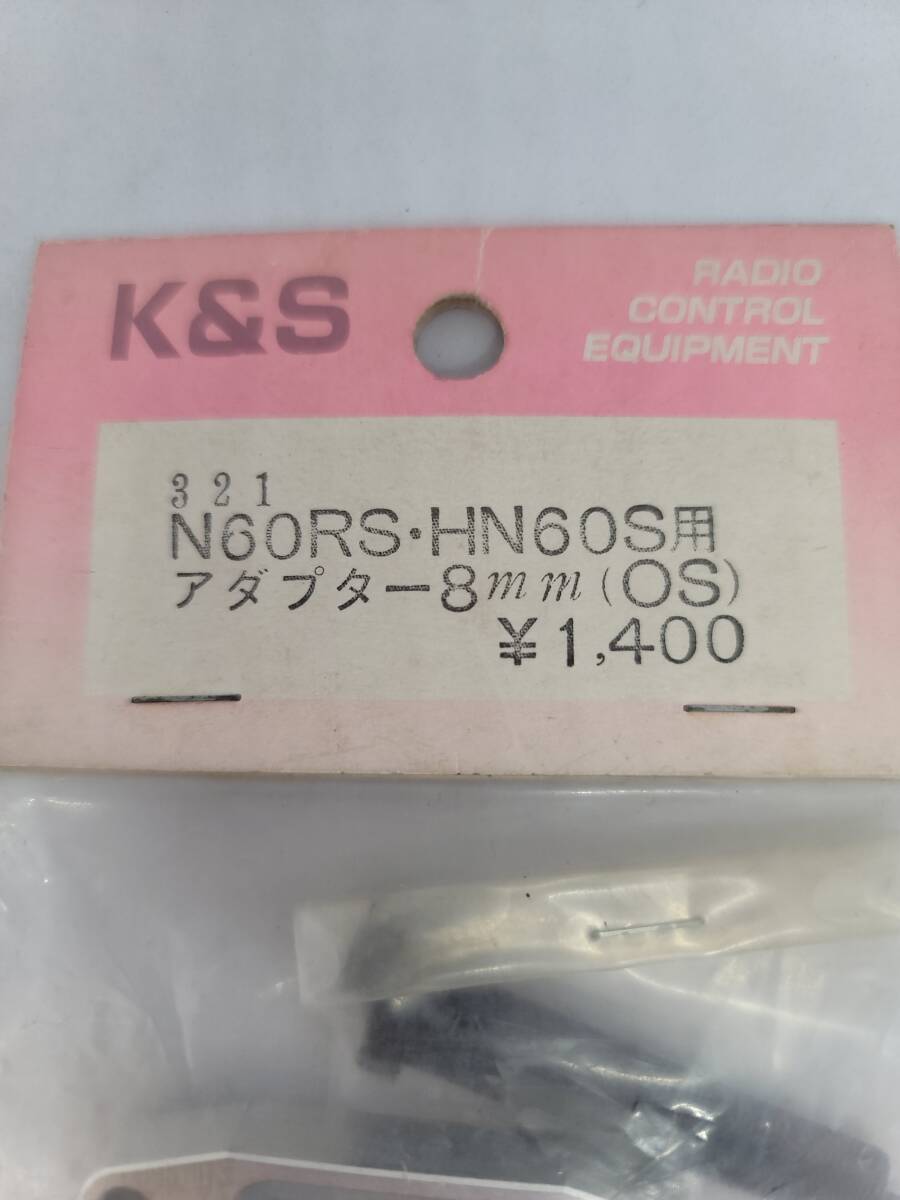 K&S
RADIO
CONTROL
EQUIPMENT
321
N60RS・HN60S用
アダプター8mm(OS)
¥1,400